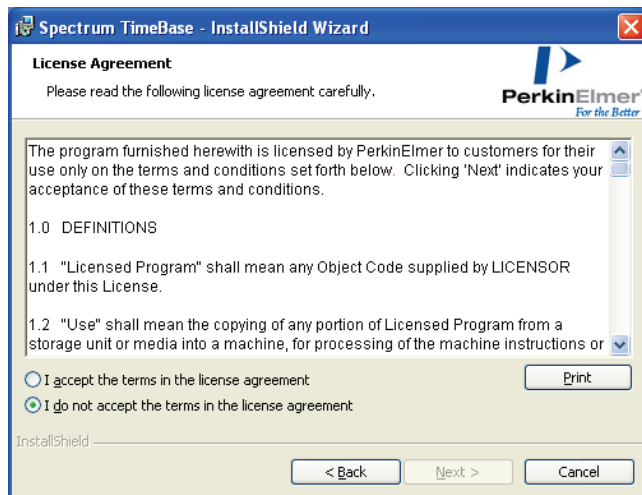 Spectrum TimeBase - InstallShield Wizard
License Agreement
Please read the following license agreement carefully.
PerkinElmer®
For the Better
The program furnished herewith is licensed by PerkinElmer to customers for their
use only on the terms and conditions set forth below.  Clicking 'Next' indicates your
acceptance of these terms and conditions.
1.0   DEFINITIONS
1.1   "Licensed Program" shall mean any Object Code supplied by LICENSOR
under this License.
1.2   "Use" shall mean the copying of any portion of Licensed Program from a
storage unit or media into a machine, for processing of the machine instructions or
I accept the terms in the license agreement
Print
I do not accept the terms in the license agreement
InstallShield
< Back
Next >
Cancel